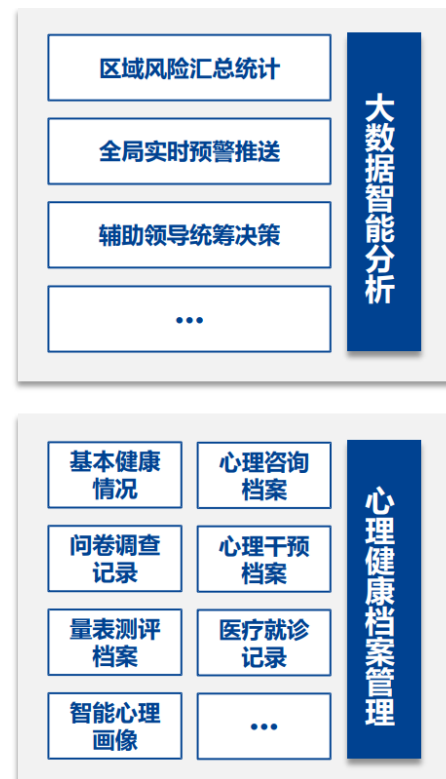 区域风险汇总统计
全局实时预警推送
辅助领导统筹决策
...
大数据智能分析
基本健康
情况
心理咨询
档案
问卷调查
记录
心理干预
档案
量表测评
档案
医疗就诊
记录
智能心理
画像
...
心理健康档案管理